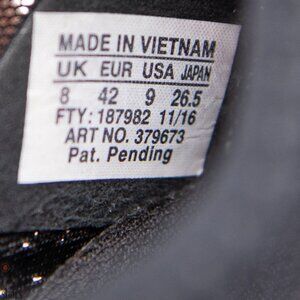 MADE IN VIETNAM
UK EUR USA JAPAN
8 42 9 26.5
FTY: 187982 11/16
ART NO. 379673
Pat. Pending